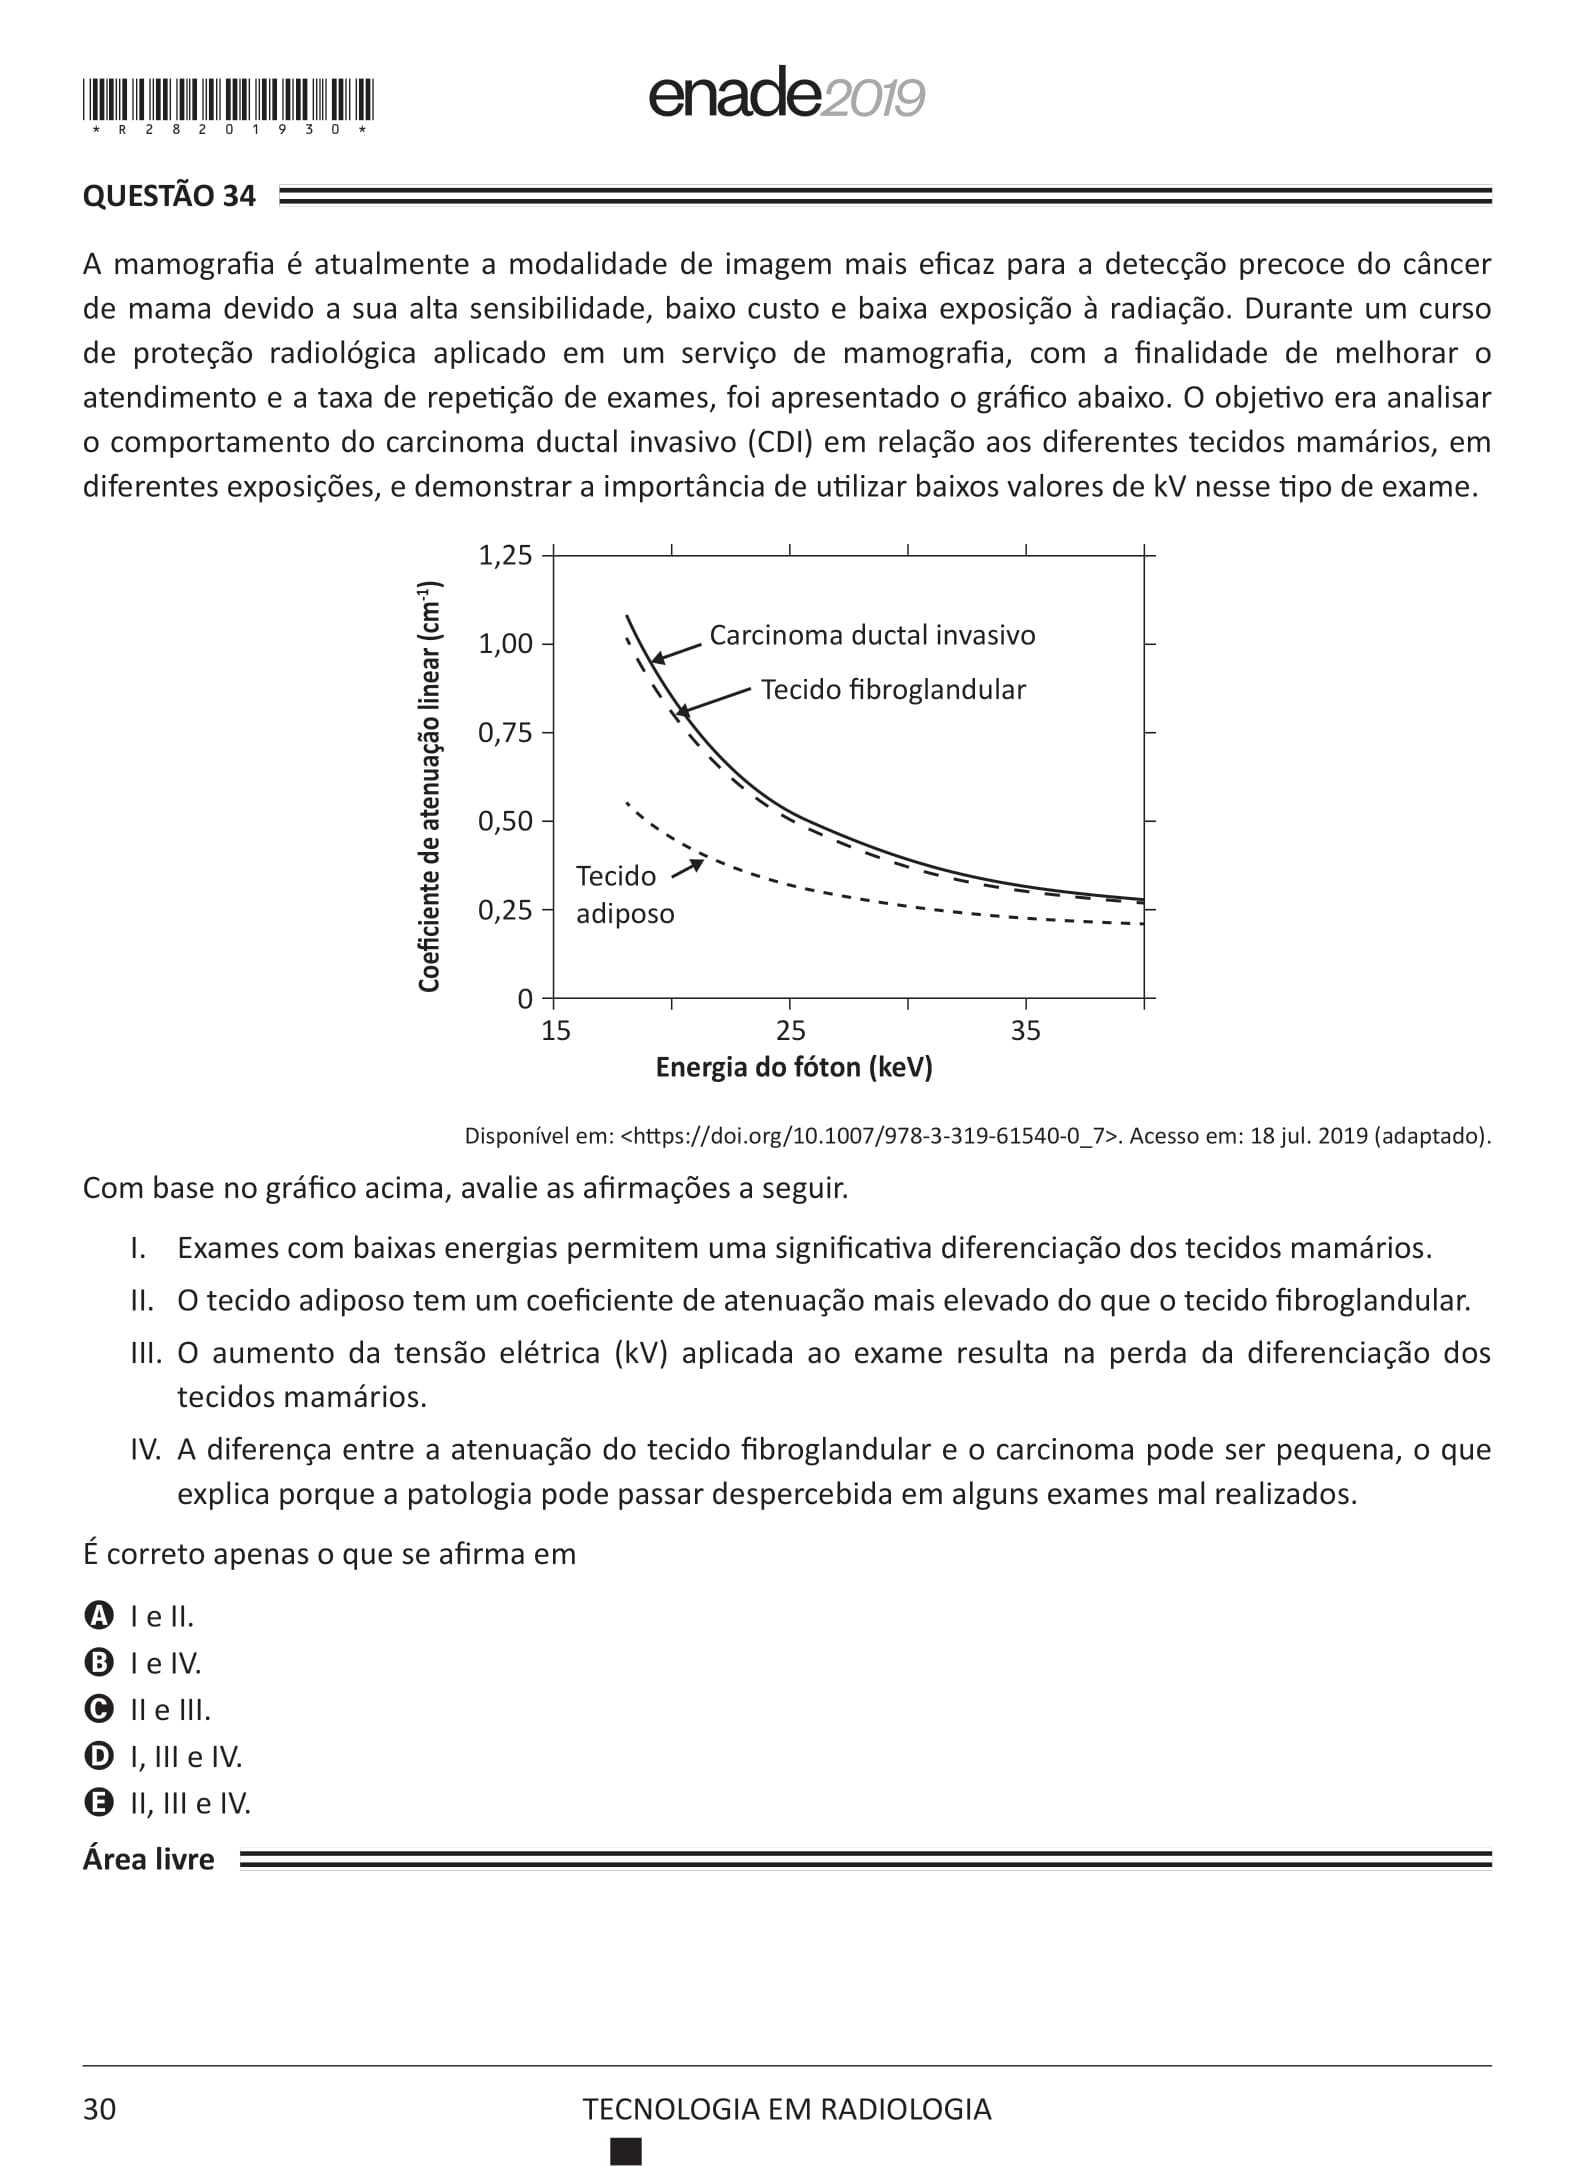 *R28201930*
enade2019
QUESTÃO 34
A mamografia é atualmente a modalidade de imagem mais eficaz para a detecção precoce do câncer
de mama devido a sua alta sensibilidade, baixo custo e baixa exposição à radiação. Durante um curso
de proteção radiológica aplicado em um serviço de mamografia, com a finalidade de melhorar o
atendimento e a taxa de repetição de exames, foi apresentado o gráfico abaixo. O objetivo era analisar
o comportamento do carcinoma ductal invasivo (CDI) em relação aos diferentes tecidos mamários, em
diferentes exposições, e demonstrar a importância de utilizar baixos valores de kV nesse tipo de exame.
Coeficiente de atenuação linear (cm⁻¹)
1,25
1,00
0,75
0,50
0,25
0
Carcinoma ductal invasivo
Tecido fibroglandular
Tecido
adiposo
15 25 35
Energia do fóton (keV)
Disponível em: <https://doi.org/10.1007/978-3-319-61540-0_7>. Acesso em: 18 jul. 2019 (adaptado).
Com base no gráfico acima, avalie as afirmações a seguir.
I. Exames com baixas energias permitem uma significativa diferenciação dos tecidos mamários.
II. O tecido adiposo tem um coeficiente de atenuação mais elevado do que o tecido fibroglandular.
III. O aumento da tensão elétrica (kV) aplicada ao exame resulta na perda da diferenciação dos
tecidos mamários.
IV. A diferença entre a atenuação do tecido fibroglandular e o carcinoma pode ser pequena, o que
explica porque a patologia pode passar despercebida em alguns exames mal realizados.
É correto apenas o que se afirma em
A I e II.
B I e IV.
C II e III.
D I, III e IV.
E II, III e IV.
Área livre
30
TECNOLOGIA EM RADIOLOGIA